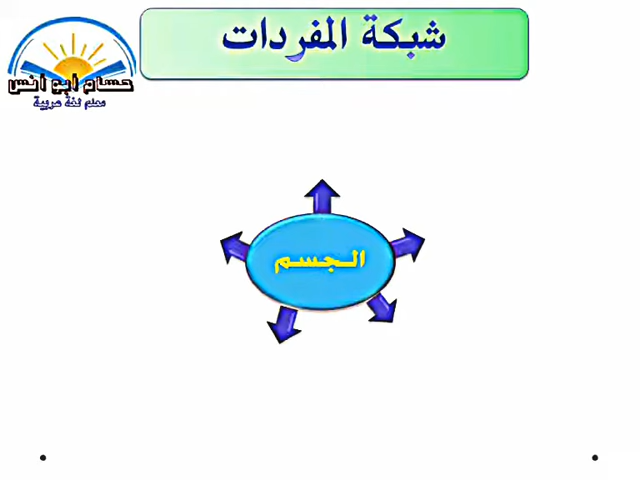 شبكة المفردات
حسام أبو أنس
معلم لغة عربية
الجسم